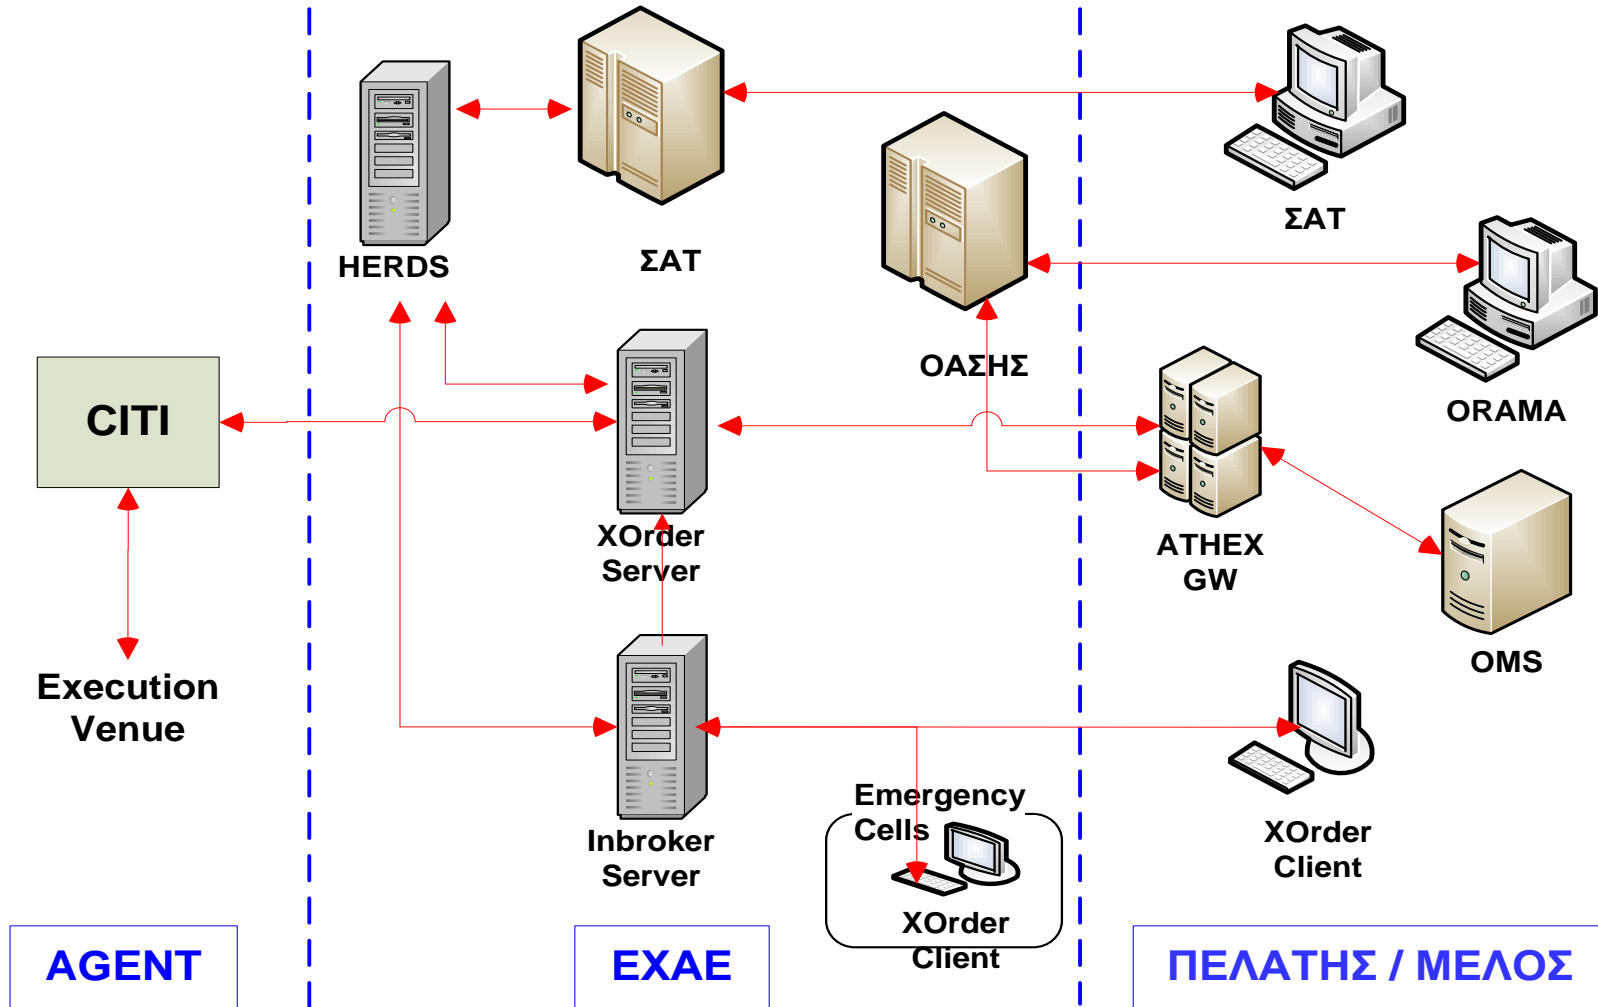 HERDS
ΣΑΤ
ΣΑΤ
ΟΑΣΗΣ
ORAMA
CITI
XOrder
Server
ATHEX
GW
OMS
Execution
Venue
Inbroker
Server
Emergency
Cells
XOrder
Client
XOrder
Client
AGENT
ΕΧΑΕ
ΠΕΛΑΤΗΣ / ΜΕΛΟΣ